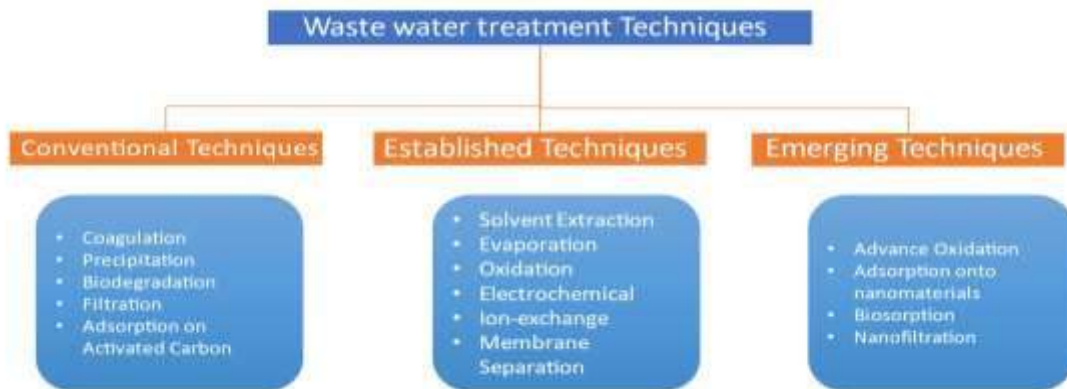 Waste water treatment Techniques
Conventional Techniques
Established Techniques
Emerging Techniques
• Coagulation
• Precipitation
• Biodegradation
• Filtration
• Adsorption on
Activated Carbon
• Solvent Extraction
• Evaporation
• Oxidation
• Electrochemical
• Ion-exchange
• Membrane
Separation
• Advance Oxidation
• Adsorption onto
nanomaterials
• Biosorption
• Nanofiltration